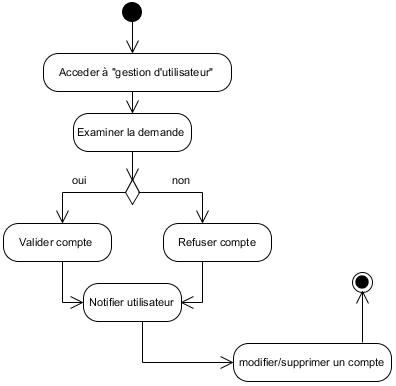 Acceder à "gestion d'utilisateur"
Examiner la demande
oui
non
Valider compte
Refuser compte
Notifier utilisateur
modifier/supprimer un compte